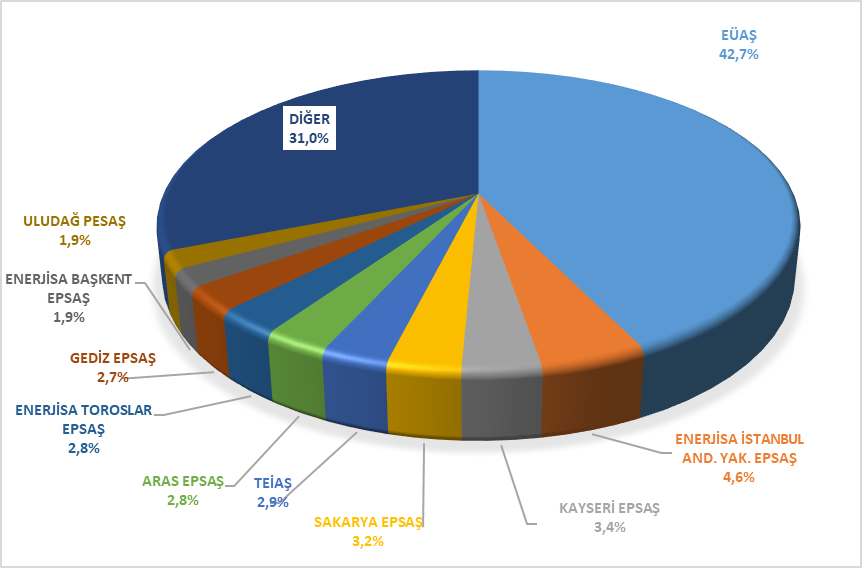 EÜAŞ
42,7%
DİĞER
31,0%
ULUDAĞ PESAŞ
1,9%
ENERJİSA BAŞKENT
EPSAŞ
1,9%
GEDİZ EPSAŞ
2,7%
ENERJİSA TOROSLAR
EPSAŞ
2,8%
ARAS EPSAŞ
2,8%
TEİAŞ
2,9%
SAKARYA EPSAŞ
3,2%
KAYSERİ EPSAŞ
3,4%
ENERJİSA İSTANBUL
AND. YAK. EPSAŞ
4,6%